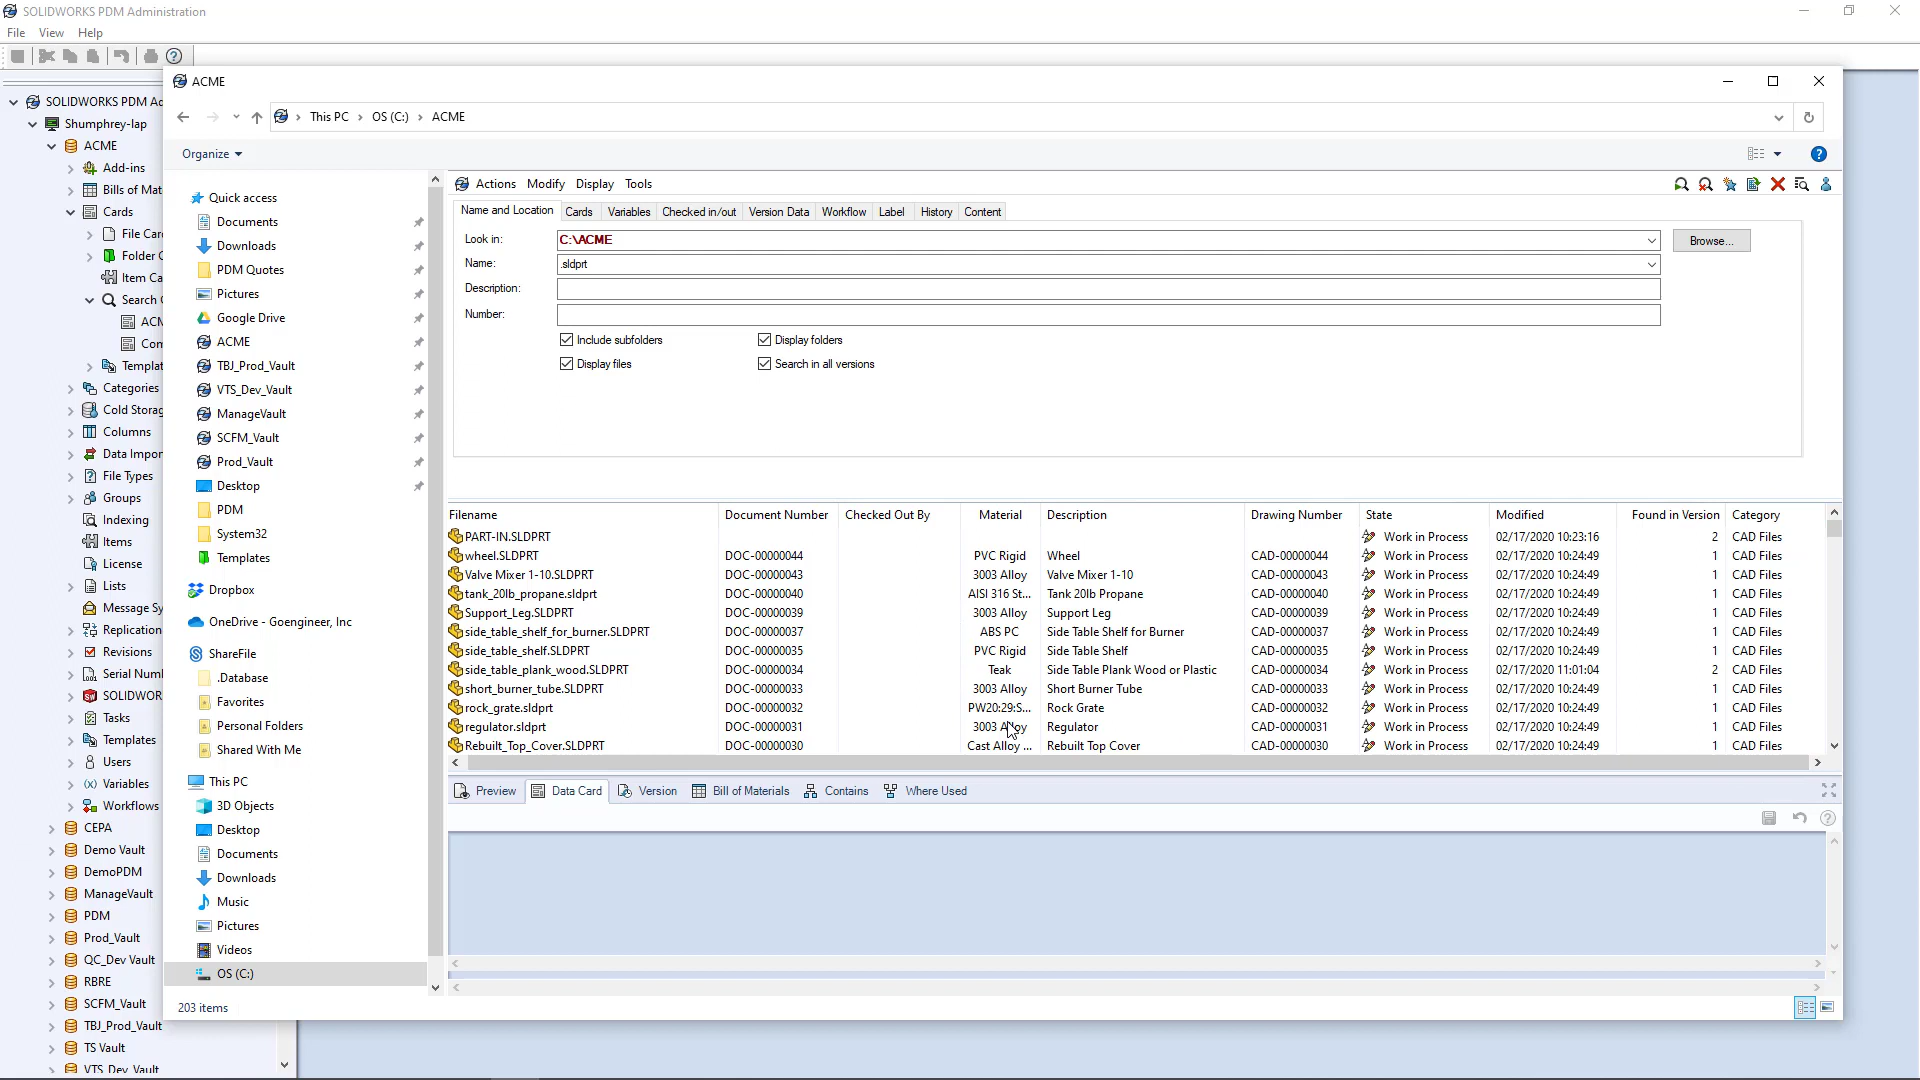 SOLIDWORKS PDM Administration
File View Help
ACME
This PC > OS (C:) > ACME
Organize
SOLIDWORKS PDM Ad
Shumphrey-lap
ACME
Add-ins
Bills of Mat
Cards
File Card
Folder C
Item Ca
Search C
ACM
Com
Templat
Categories
Cold Storag
Columns
Data Impor
File Types
Groups
Indexing
Items
License
Lists
Message Sy
Replication
Revisions
Serial Numl
SOLIDWOR
Tasks
Templates
Users
(x) Variables
Workflows
CEPA
Demo Vault
DemoPDM
ManageVault
PDM
Prod_Vault
QC_Dev Vault
RBRE
SCFM_Vault
TBJ_Prod_Vault
TS Vault
VTS_Dev_Vault
Quick access
Documents
Downloads
PDM Quotes
Pictures
Google Drive
ACME
TBJ_Prod_Vault
VTS_Dev_Vault
ManageVault
SCFM_Vault
Prod_Vault
Desktop
PDM
System32
Templates
Dropbox
OneDrive - Goengineer, Inc
ShareFile
.Database
Favorites
Personal Folders
Shared With Me
This PC
3D Objects
Desktop
Documents
Downloads
Music
Pictures
Videos
OS (C:)
203 items
Actions Modify Display Tools
Name and Location Cards Variables Checked in/out Version Data Workflow Label History Content
Look in: C:\ACME Browse...
Name: .sldprt
Description:
Number:
Include subfolders Display folders
Display files Search in all versions
Filename Document Number Checked Out By Material Description Drawing Number State Modified Found in Version Category
PART-IN.SLDPRT Work in Process 02/17/2020 10:23:16 2 CAD Files
wheel.SLDPRT DOC-00000044 PVC Rigid Wheel CAD-00000044 Work in Process 02/17/2020 10:24:49 1 CAD Files
Valve Mixer 1-10.SLDPRT DOC-00000043 3003 Alloy Valve Mixer 1-10 CAD-00000043 Work in Process 02/17/2020 10:24:49 1 CAD Files
tank_20lb_propane.sldprt DOC-00000040 AISI 316 St... Tank 20lb Propane CAD-00000040 Work in Process 02/17/2020 10:24:49 1 CAD Files
Support_Leg.SLDPRT DOC-00000039 3003 Alloy Support Leg CAD-00000039 Work in Process 02/17/2020 10:24:49 1 CAD Files
side_table_shelf_for_burner.SLDPRT DOC-00000037 ABS PC Side Table Shelf for Burner CAD-00000037 Work in Process 02/17/2020 10:24:49 1 CAD Files
side_table_shelf.SLDPRT DOC-00000035 PVC Rigid Side Table Shelf CAD-00000035 Work in Process 02/17/2020 10:24:49 1 CAD Files
side_table_plank_wood.SLDPRT DOC-00000034 Teak Side Table Plank Wood or Plastic CAD-00000034 Work in Process 02/17/2020 11:01:04 2 CAD Files
short_burner_tube.SLDPRT DOC-00000033 3003 Alloy Short Burner Tube CAD-00000033 Work in Process 02/17/2020 10:24:49 1 CAD Files
rock_grate.sldprt DOC-00000032 PW20:29:S... Rock Grate CAD-00000032 Work in Process 02/17/2020 10:24:49 1 CAD Files
regulator.sldprt DOC-00000031 3003 Alloy Regulator CAD-00000031 Work in Process 02/17/2020 10:24:49 1 CAD Files
Rebuilt_Top_Cover.SLDPRT DOC-00000030 Cast Alloy ... Rebuilt Top Cover CAD-00000030 Work in Process 02/17/2020 10:24:49 1 CAD Files
Preview Data Card Version Bill of Materials Contains Where Used